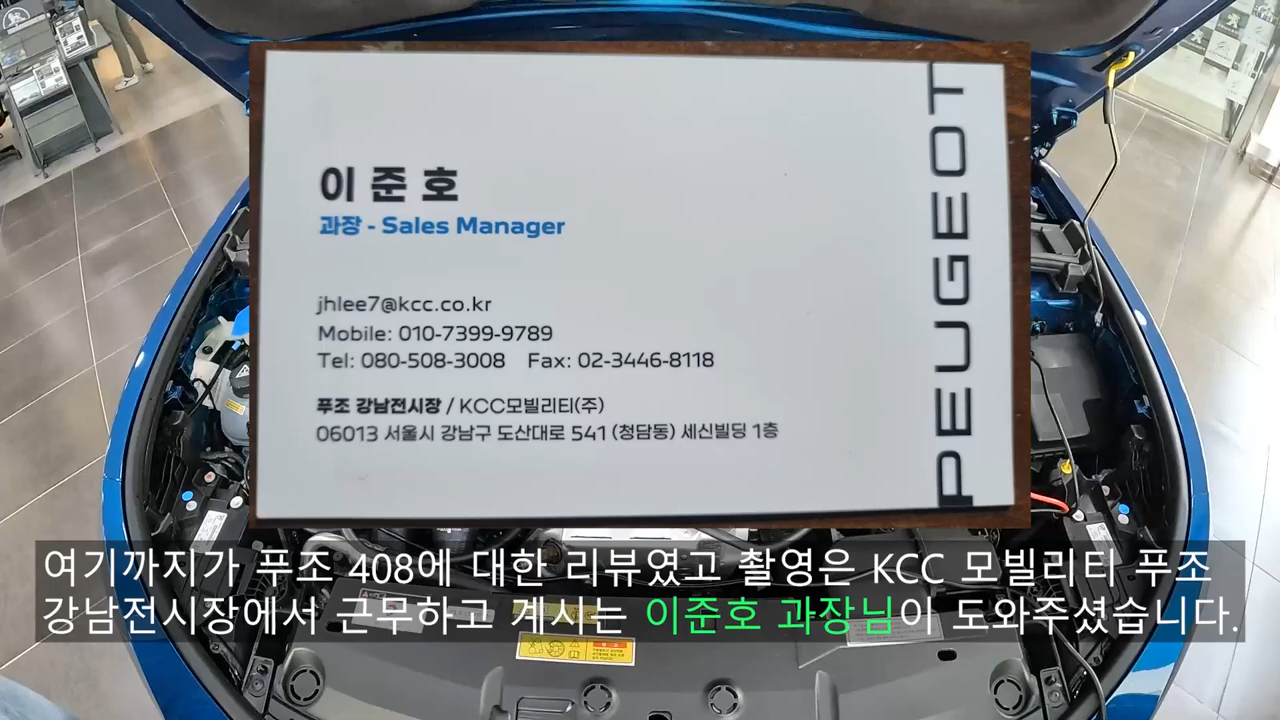 PEUGEOT
이준호
과장 - Sales Manager
jhlee7@kcc.co.kr
Mobile: 010-7399-9789
Tel: 080-508-3008 Fax: 02-3446-8118
푸조 강남전시장 / KCC모빌리티(주)
06013 서울시 강남구 도산대로 541 (청담동) 세신빌딩 1층
여기까지가 푸조 408에 대한 리뷰였고 촬영은 KCC 모빌리티 푸조
강남전시장에서 근무하고 계시는 이준호 과장님이 도와주셨습니다.